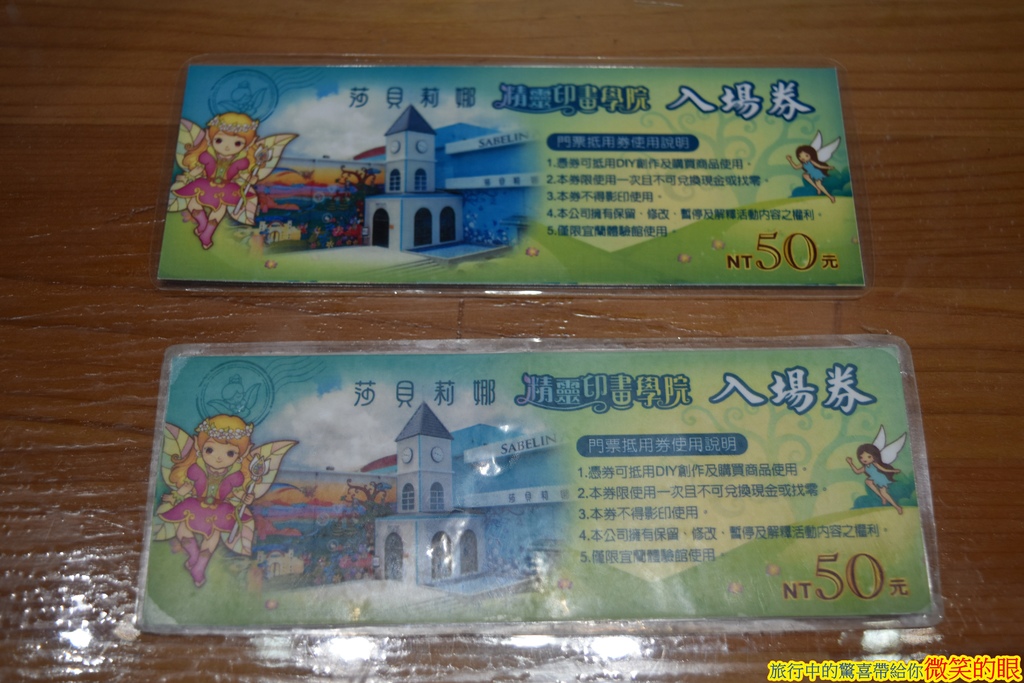 莎貝莉娜 精靈印畫學院 入場券
SABELIN
門票抵用券使用說明
1.憑券可抵用DIY創作及購買商品使用。
2.本券限使用一次且不可兌換現金或找零。
3.本券不得影印使用。
4.本公司擁有保留、修改、暫停及解釋活動內容之權利。
5.僅限宜蘭體驗館使用。
NT50元
莎貝莉娜 精靈印畫學院 入場券
SABELIN
門票抵用券使用說明
1.憑券可抵用DIY創作及購買商品使用。
2.本券限使用一次且不可兌換現金或找零。
3.本券不得影印使用。
4.本公司擁有保留、修改、暫停及解釋活動內容之權利。
5.僅限宜蘭體驗館使用。
NT50元
旅行中的驚喜帶給你微笑的眼